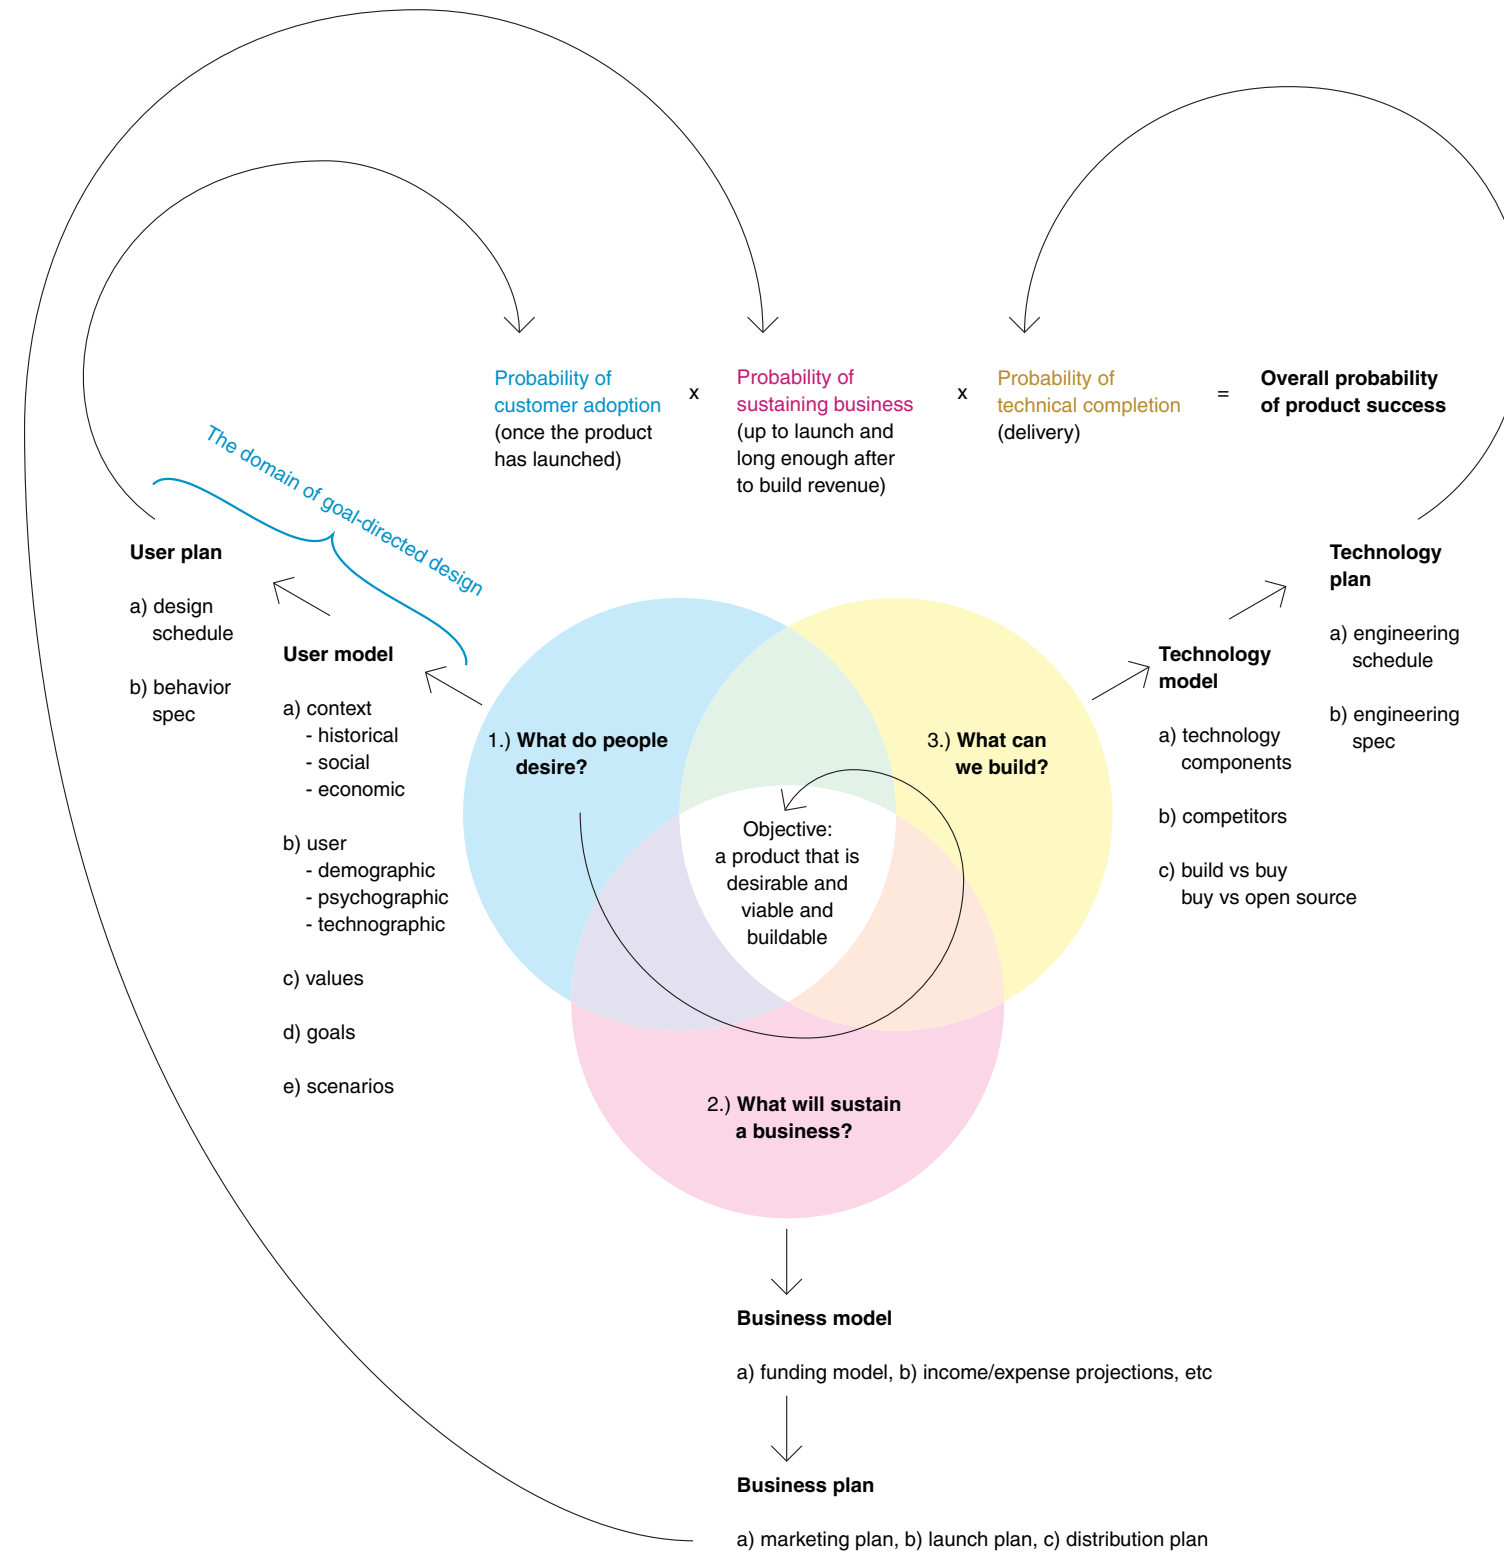 Probability of
customer adoption
(once the product
has launched)
x
Probability of
sustaining business
(up to launch and
long enough after
to build revenue)
x
Probability of
technical completion
(delivery)
=
Overall probability
of product success
The domain of goal-directed design
User plan
a) design
schedule
b) behavior
spec
User model
a) context
- historical
- social
- economic
b) user
- demographic
- psychographic
- technographic
c) values
d) goals
e) scenarios
1.) What do people
desire?
3.) What can
we build?
Objective:
a product that is
desirable and
viable and
buildable
2.) What will sustain
a business?
Technology
model
a) technology
components
b) competitors
c) build vs buy
buy vs open source
Technology
plan
a) engineering
schedule
b) engineering
spec
Business model
a) funding model, b) income/expense projections, etc
Business plan
a) marketing plan, b) launch plan, c) distribution plan